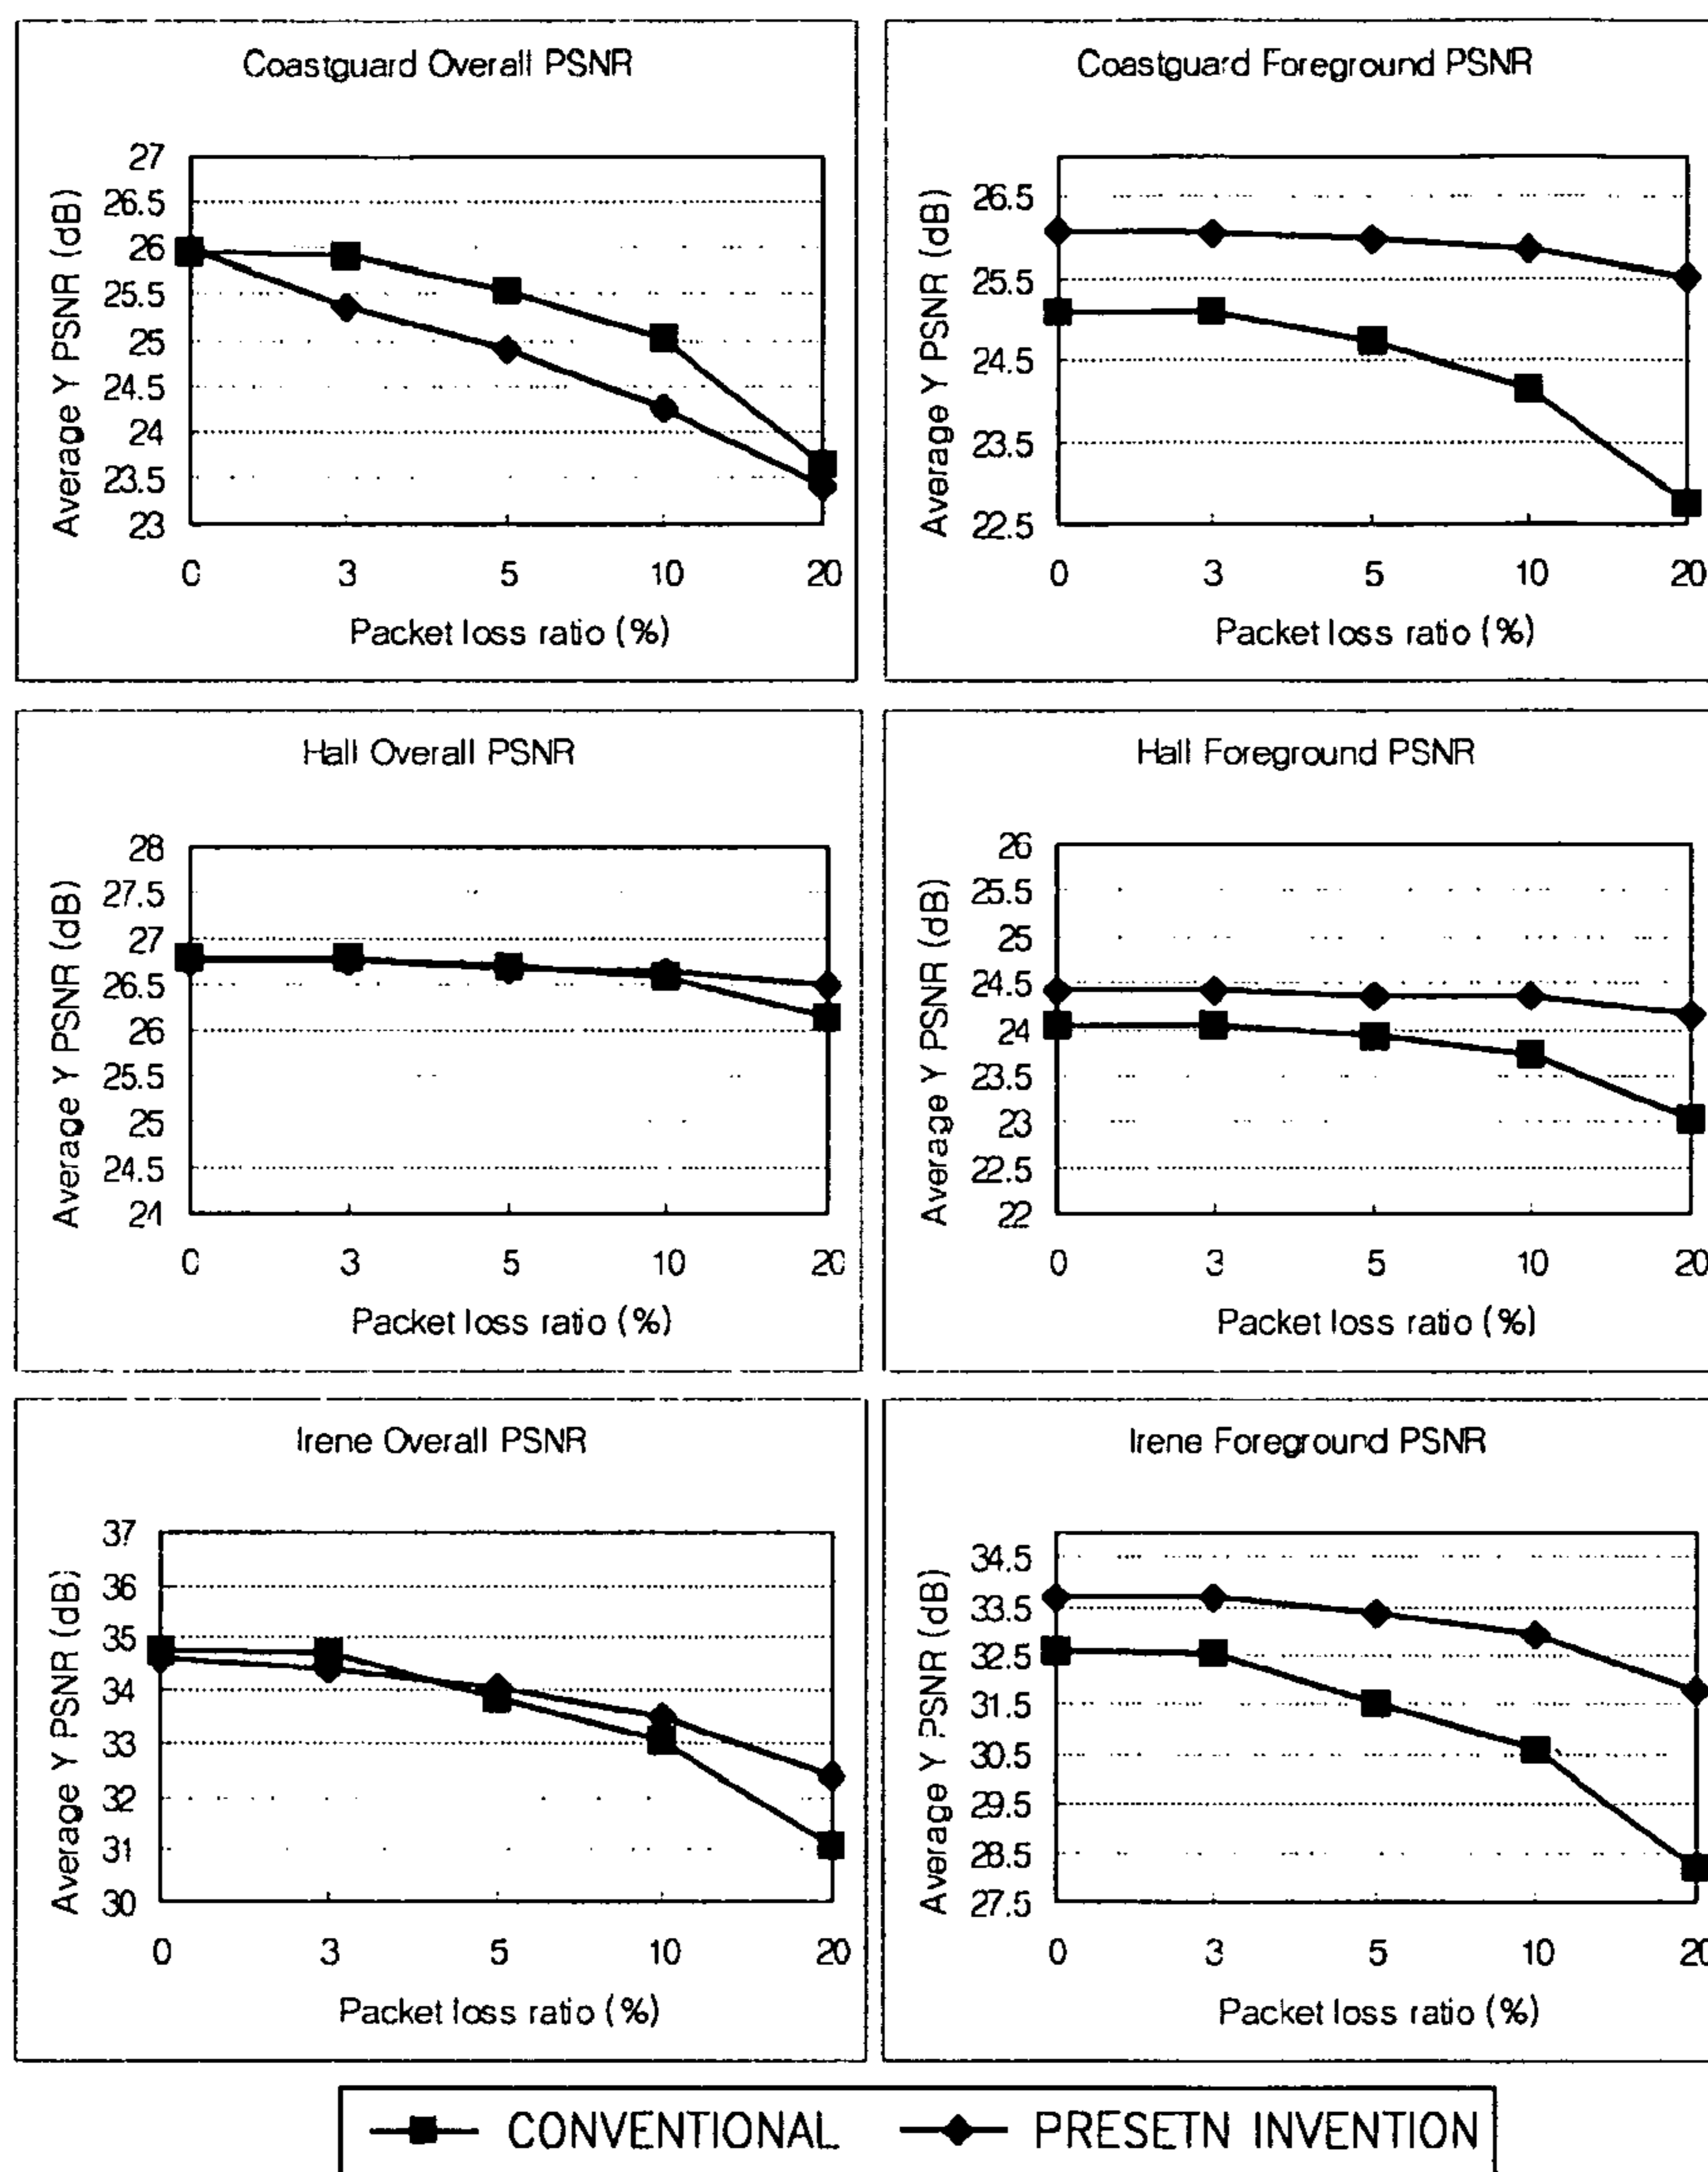 Coastguard Overall PSNR
Average Y PSNR (dB)
27
26.5
26
25.5
25
24.5
24
23.5
23
0 3 5 10 20
Packet loss ratio (%)
Coastguard Foreground PSNR
Average Y PSNR (dB)
26.5
25.5
24.5
23.5
22.5
0 3 5 10 20
Packet loss ratio (%)
Hall Overall PSNR
Average Y PSNR (dB)
28
27.5
27
26.5
26
25.5
25
24.5
24
0 3 5 10 20
Packet loss ratio (%)
Hall Foreground PSNR
Average Y PSNR (dB)
26
25.5
25
24.5
24
23.5
23
22.5
22
0 3 5 10 20
Packet loss ratio (%)
Irene Overall PSNR
Average Y PSNR (dB)
37
36
35
34
33
32
31
30
0 3 5 10 20
Packet loss ratio (%)
Irene Foreground PSNR
Average Y PSNR (dB)
34.5
33.5
32.5
31.5
30.5
29.5
28.5
27.5
0 3 5 10 20
Packet loss ratio (%)
CONVENTIONAL PRESETN INVENTION